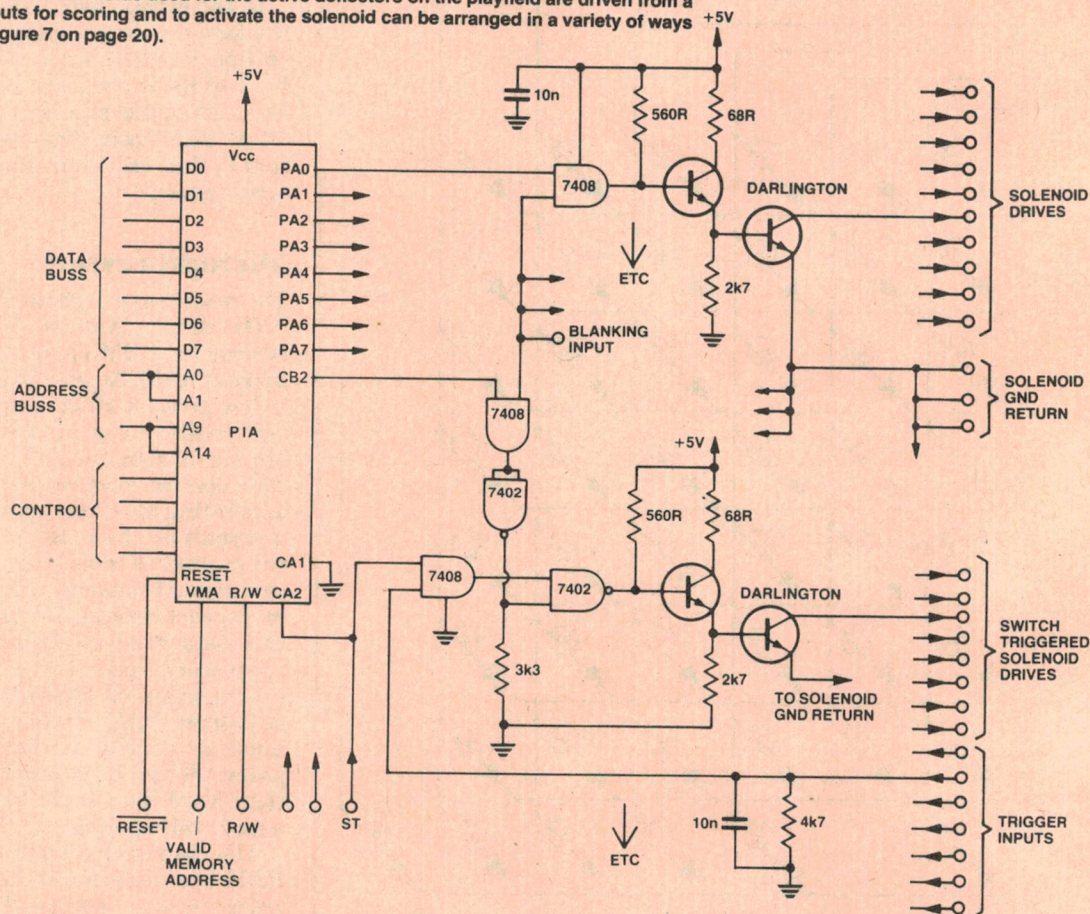 uts for scoring and to activate the solenoid can be arranged in a variety of ways
gure 7 on page 20).
+5V
+5V
10n
560R
68R
Vcc
D0
D1
D2
D3
D4
D5
D6
D7
A0
A1
A9
A14
DATA
BUSS
ADDRESS
BUSS
CONTROL
PIA
PA0
PA1
PA2
PA3
PA4
PA5
PA6
PA7
CB2
CA1
RESET
VMA R/W CA2
7408
DARLINGTON
SOLENOID
DRIVES
ETC
2k7
BLANKING
INPUT
SOLENOID
GND
RETURN
7408
7402
+5V
560R
68R
7408
7402
DARLINGTON
3k3
2k7
TO SOLENOID
GND RETURN
SWITCH
TRIGGERED
SOLENOID
DRIVES
RESET
VALID
MEMORY
ADDRESS
R/W
ST
ETC
10n
4k7
TRIGGER
INPUTS